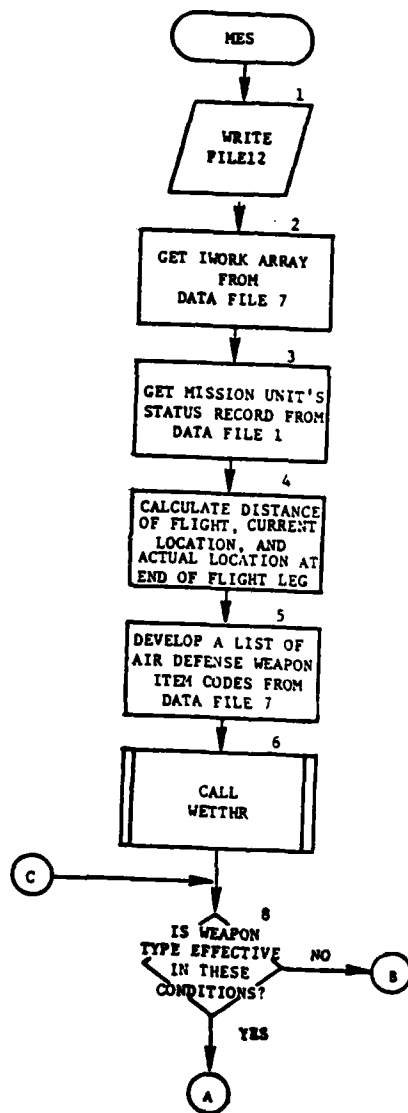 MES
1
WRITE
FILE12
2
GET IWORK ARRAY
FROM
DATA FILE 7
3
GET MISSION UNIT'S
STATUS RECORD FROM
DATA FILE 1
4
CALCULATE DISTANCE
OF FLIGHT, CURRENT
LOCATION, AND
ACTUAL LOCATION AT
END OF FLIGHT LEG
5
DEVELOP A LIST OF
AIR DEFENSE WEAPON
ITEM CODES FROM
DATA FILE 7
6
CALL
WETTHR
C
8
IS WEAPON
TYPE EFFECTIVE
IN THESE
CONDITIONS?
NO
B
YES
A